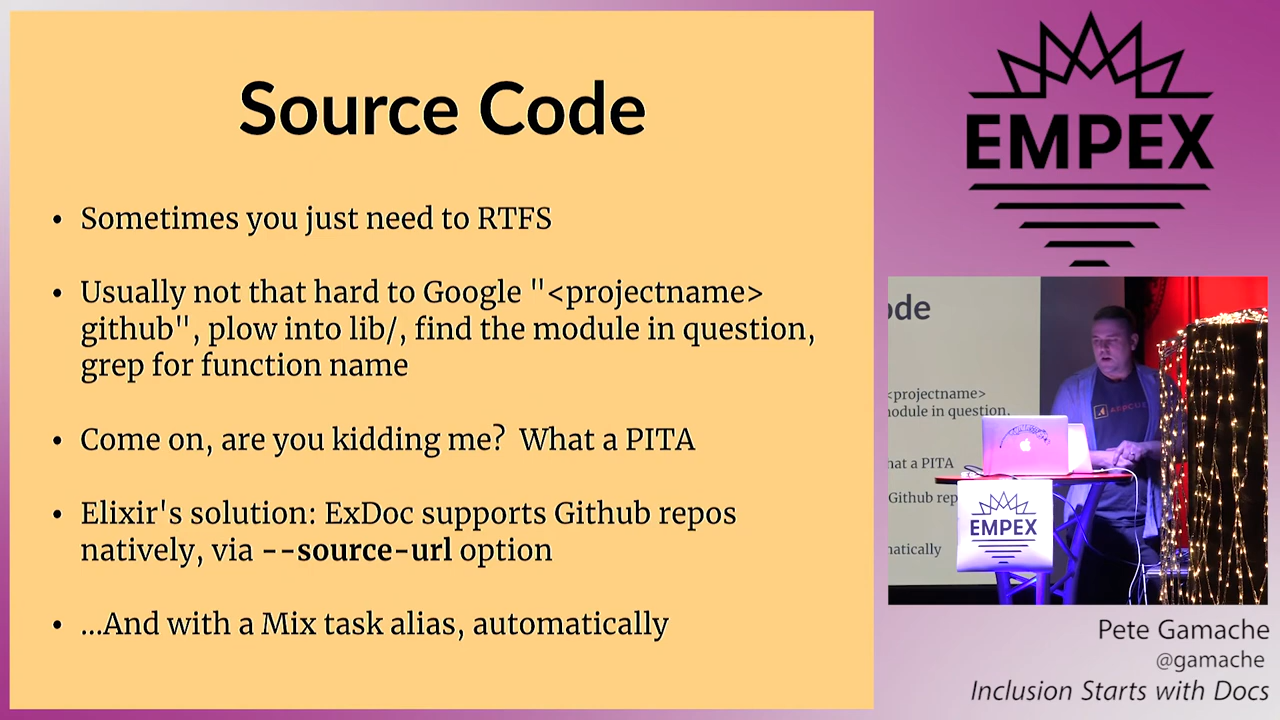 Source Code
• Sometimes you just need to RTFS
• Usually not that hard to Google "<projectname>
github", plow into lib/, find the module in question,
grep for function name
• Come on, are you kidding me?  What a PITA
• Elixir's solution: ExDoc supports Github repos
natively, via --source-url option
• ...And with a Mix task alias, automatically
EMPEX
ode
<projectname>
nodule in question,
hat a PITA
Github rep
natically
EMPEX
Pete Gamache
@gamache
Inclusion Starts with Docs